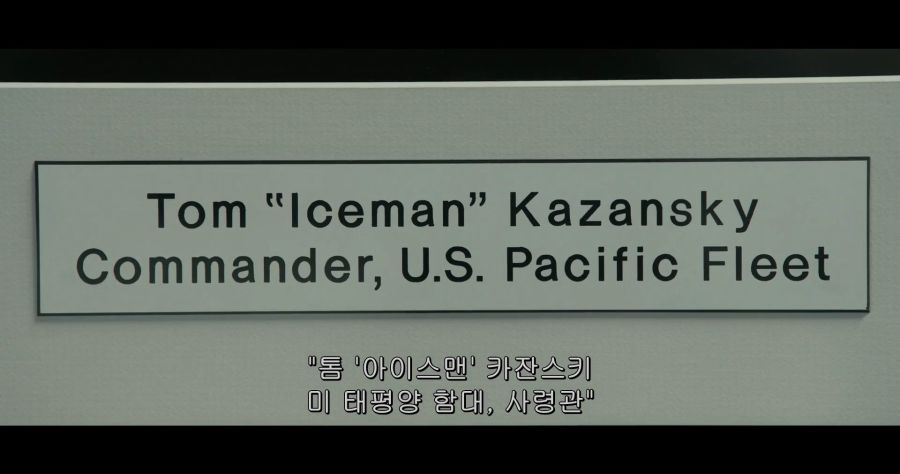 Tom “Iceman” Kazansky
Commander, U.S. Pacific Fleet
"톰 '아이스맨' 카잔스키
미 태평양 함대, 사령관"